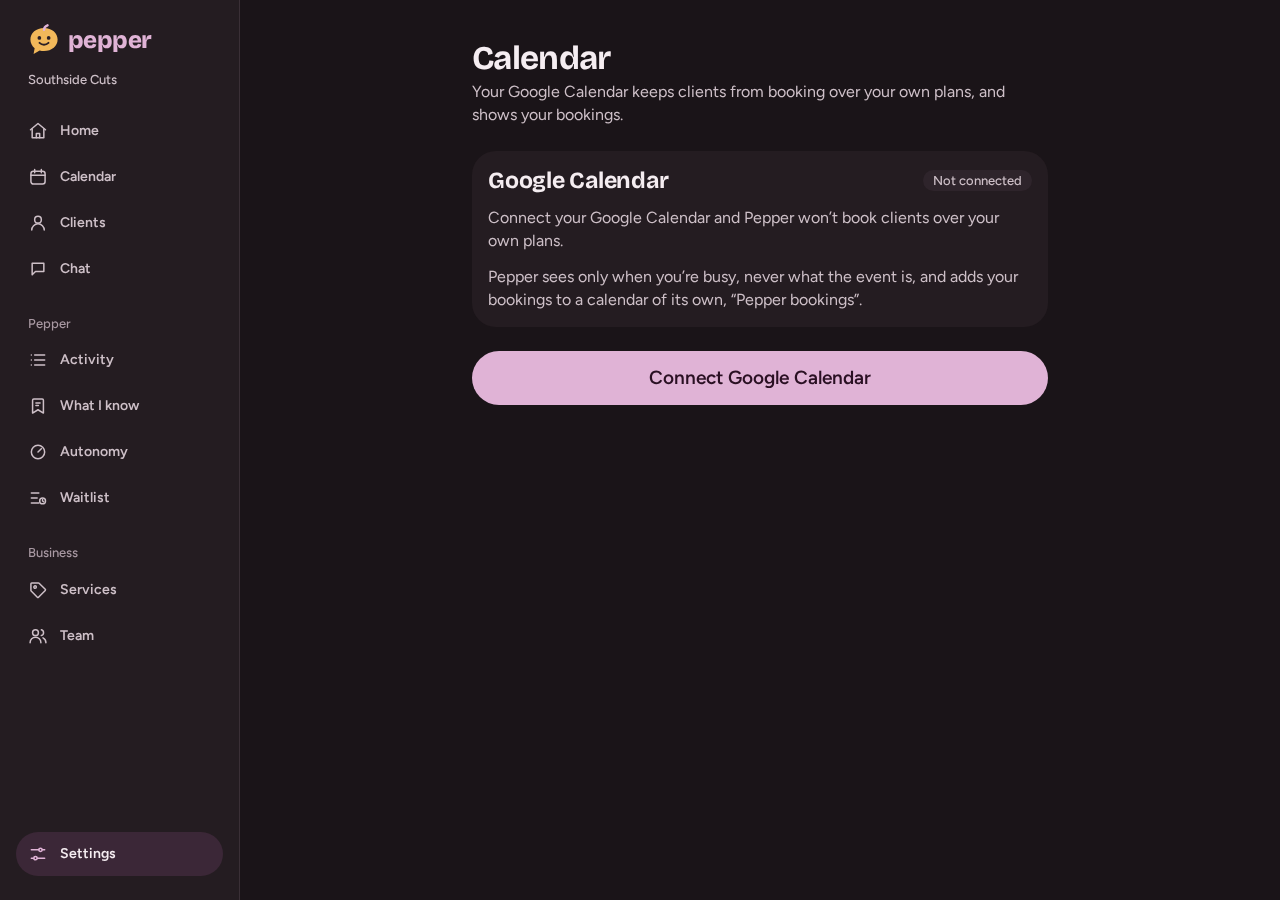 pepper
Southside Cuts
Home
Calendar
Clients
Chat
Pepper
Activity
What I know
Autonomy
Waitlist
Business
Services
Team
Settings
Calendar
Your Google Calendar keeps clients from booking over your own plans, and
shows your bookings.
Google Calendar
Not connected
Connect your Google Calendar and Pepper won’t book clients over your
own plans.
Pepper sees only when you’re busy, never what the event is, and adds your
bookings to a calendar of its own, “Pepper bookings”.
Connect Google Calendar